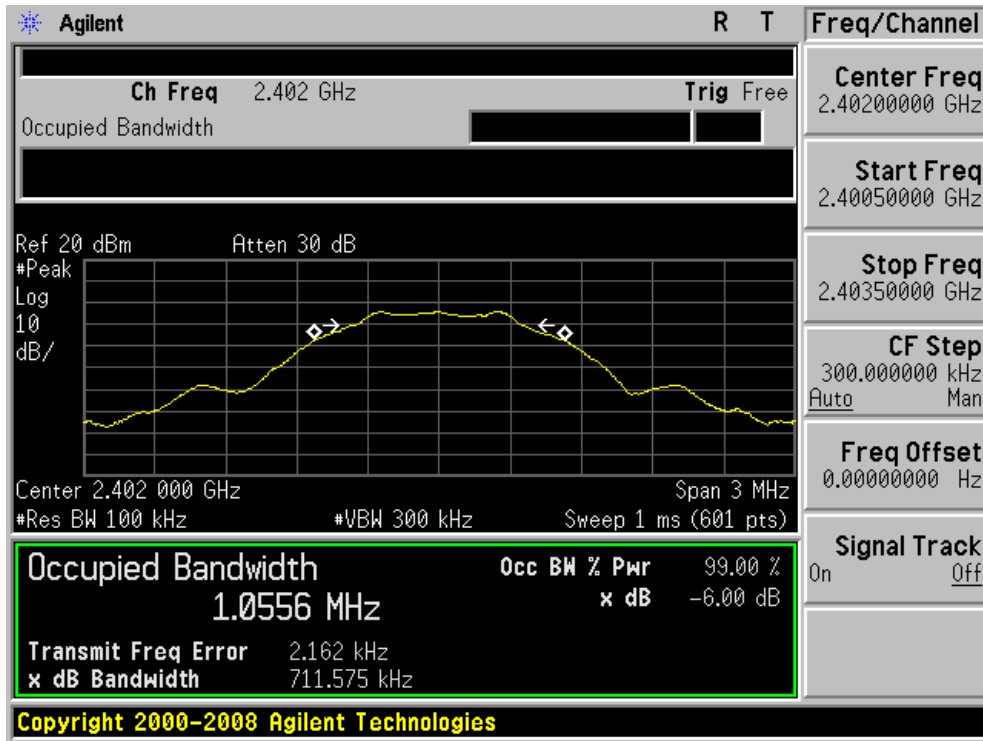 Agilent R T
Ch Freq 2.402 GHz Trig Free
Occupied Bandwidth
Ref 20 dBm Atten 30 dB
#Peak
Log
10
dB/
Center 2.402 000 GHz Span 3 MHz
#Res BW 100 kHz #VBW 300 kHz Sweep 1 ms (601 pts)
Occupied Bandwidth
1.0556 MHz
Occ BW % Pwr 99.00 %
x dB -6.00 dB
Transmit Freq Error 2.162 kHz
x dB Bandwidth 711.575 kHz
Copyright 2000-2008 Agilent Technologies
Freq/Channel
Center Freq
2.40200000 GHz
Start Freq
2.40050000 GHz
Stop Freq
2.40350000 GHz
CF Step
300.000000 kHz
Auto Man
Freq Offset
0.00000000 Hz
Signal Track
On Off